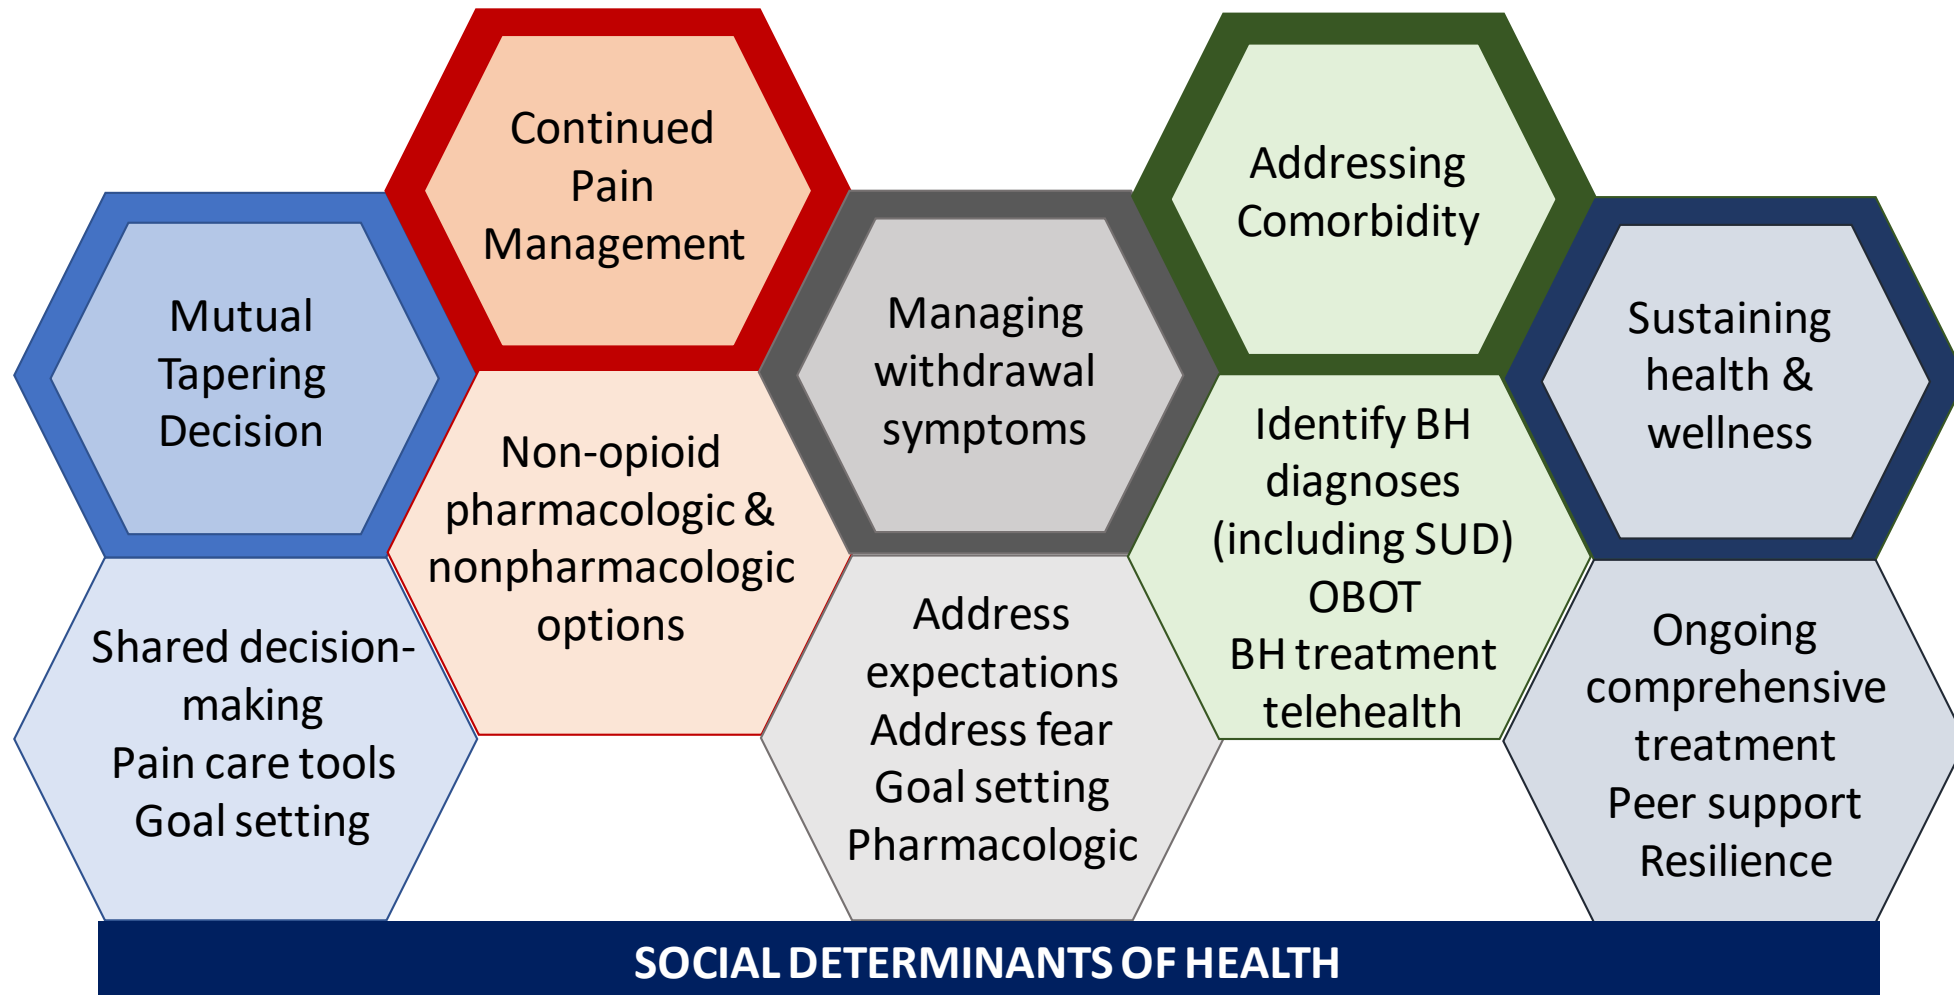 Mutual
Tapering
Decision
Shared decision-
making
Pain care tools
Goal setting
Continued
Pain
Management
Non-opioid
pharmacologic &
nonpharmacologic
options
Managing
withdrawal
symptoms
Address
expectations
Address fear
Goal setting
Pharmacologic
Addressing
Comorbidity
Identify BH
diagnoses
(including SUD)
OBOT
BH treatment
telehealth
Sustaining
health &
wellness
Ongoing
comprehensive
treatment
Peer support
Resilience
SOCIAL DETERMINANTS OF HEALTH